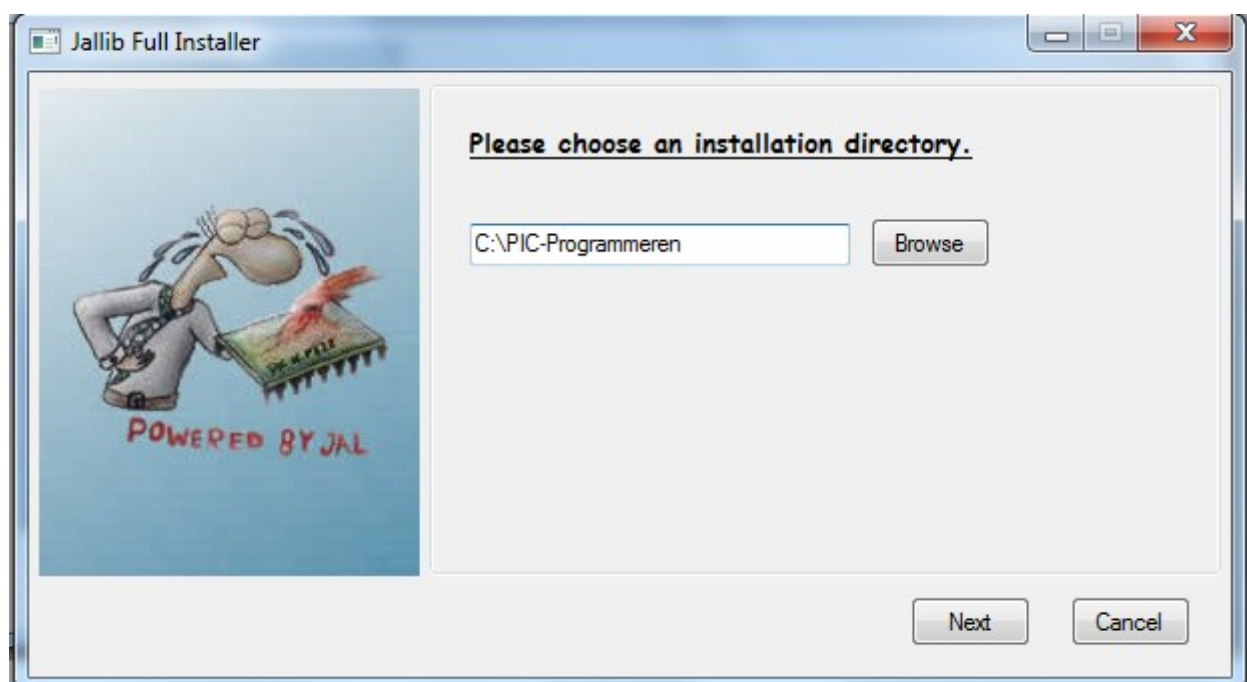 Jallib Full Installer
Please choose an installation directory.
C:\PIC-Programmeren
Browse
POWERED BY JAL
Next
Cancel